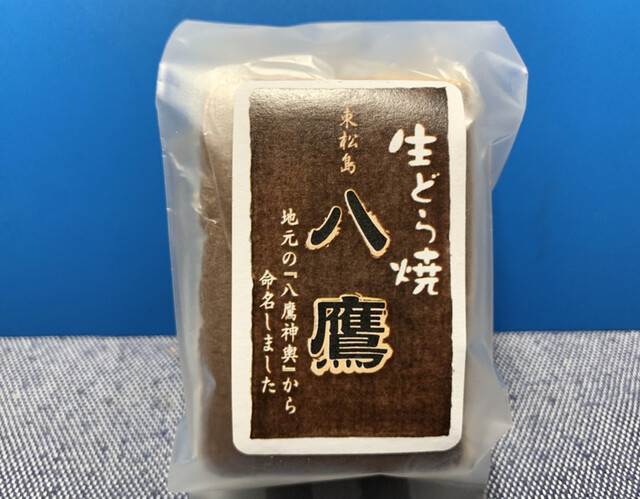 生どら焼
東松島
八鷹
地元の『八鷹神輿』から
命名しました